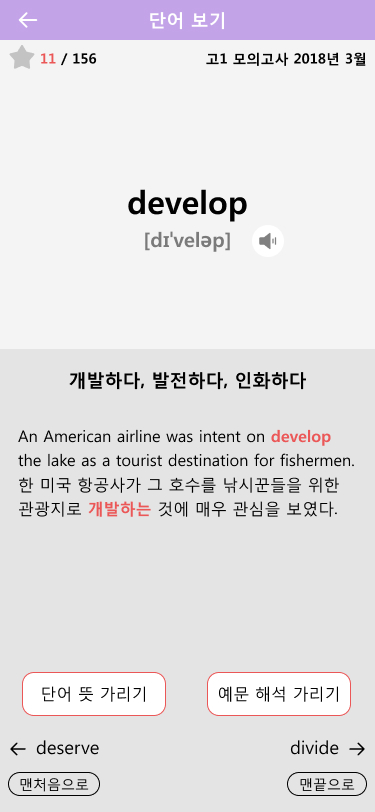 단어 보기
11 / 156
고1 모의고사 2018년 3월
develop
[dɪˈveləp]
개발하다, 발전하다, 인화하다
An American airline was intent on develop
the lake as a tourist destination for fishermen.
한 미국 항공사가 그 호수를 낚시꾼들을 위한
관광지로 개발하는 것에 매우 관심을 보였다.
단어 뜻 가리기
예문 해석 가리기
← deserve
divide →
맨처음으로
맨끝으로